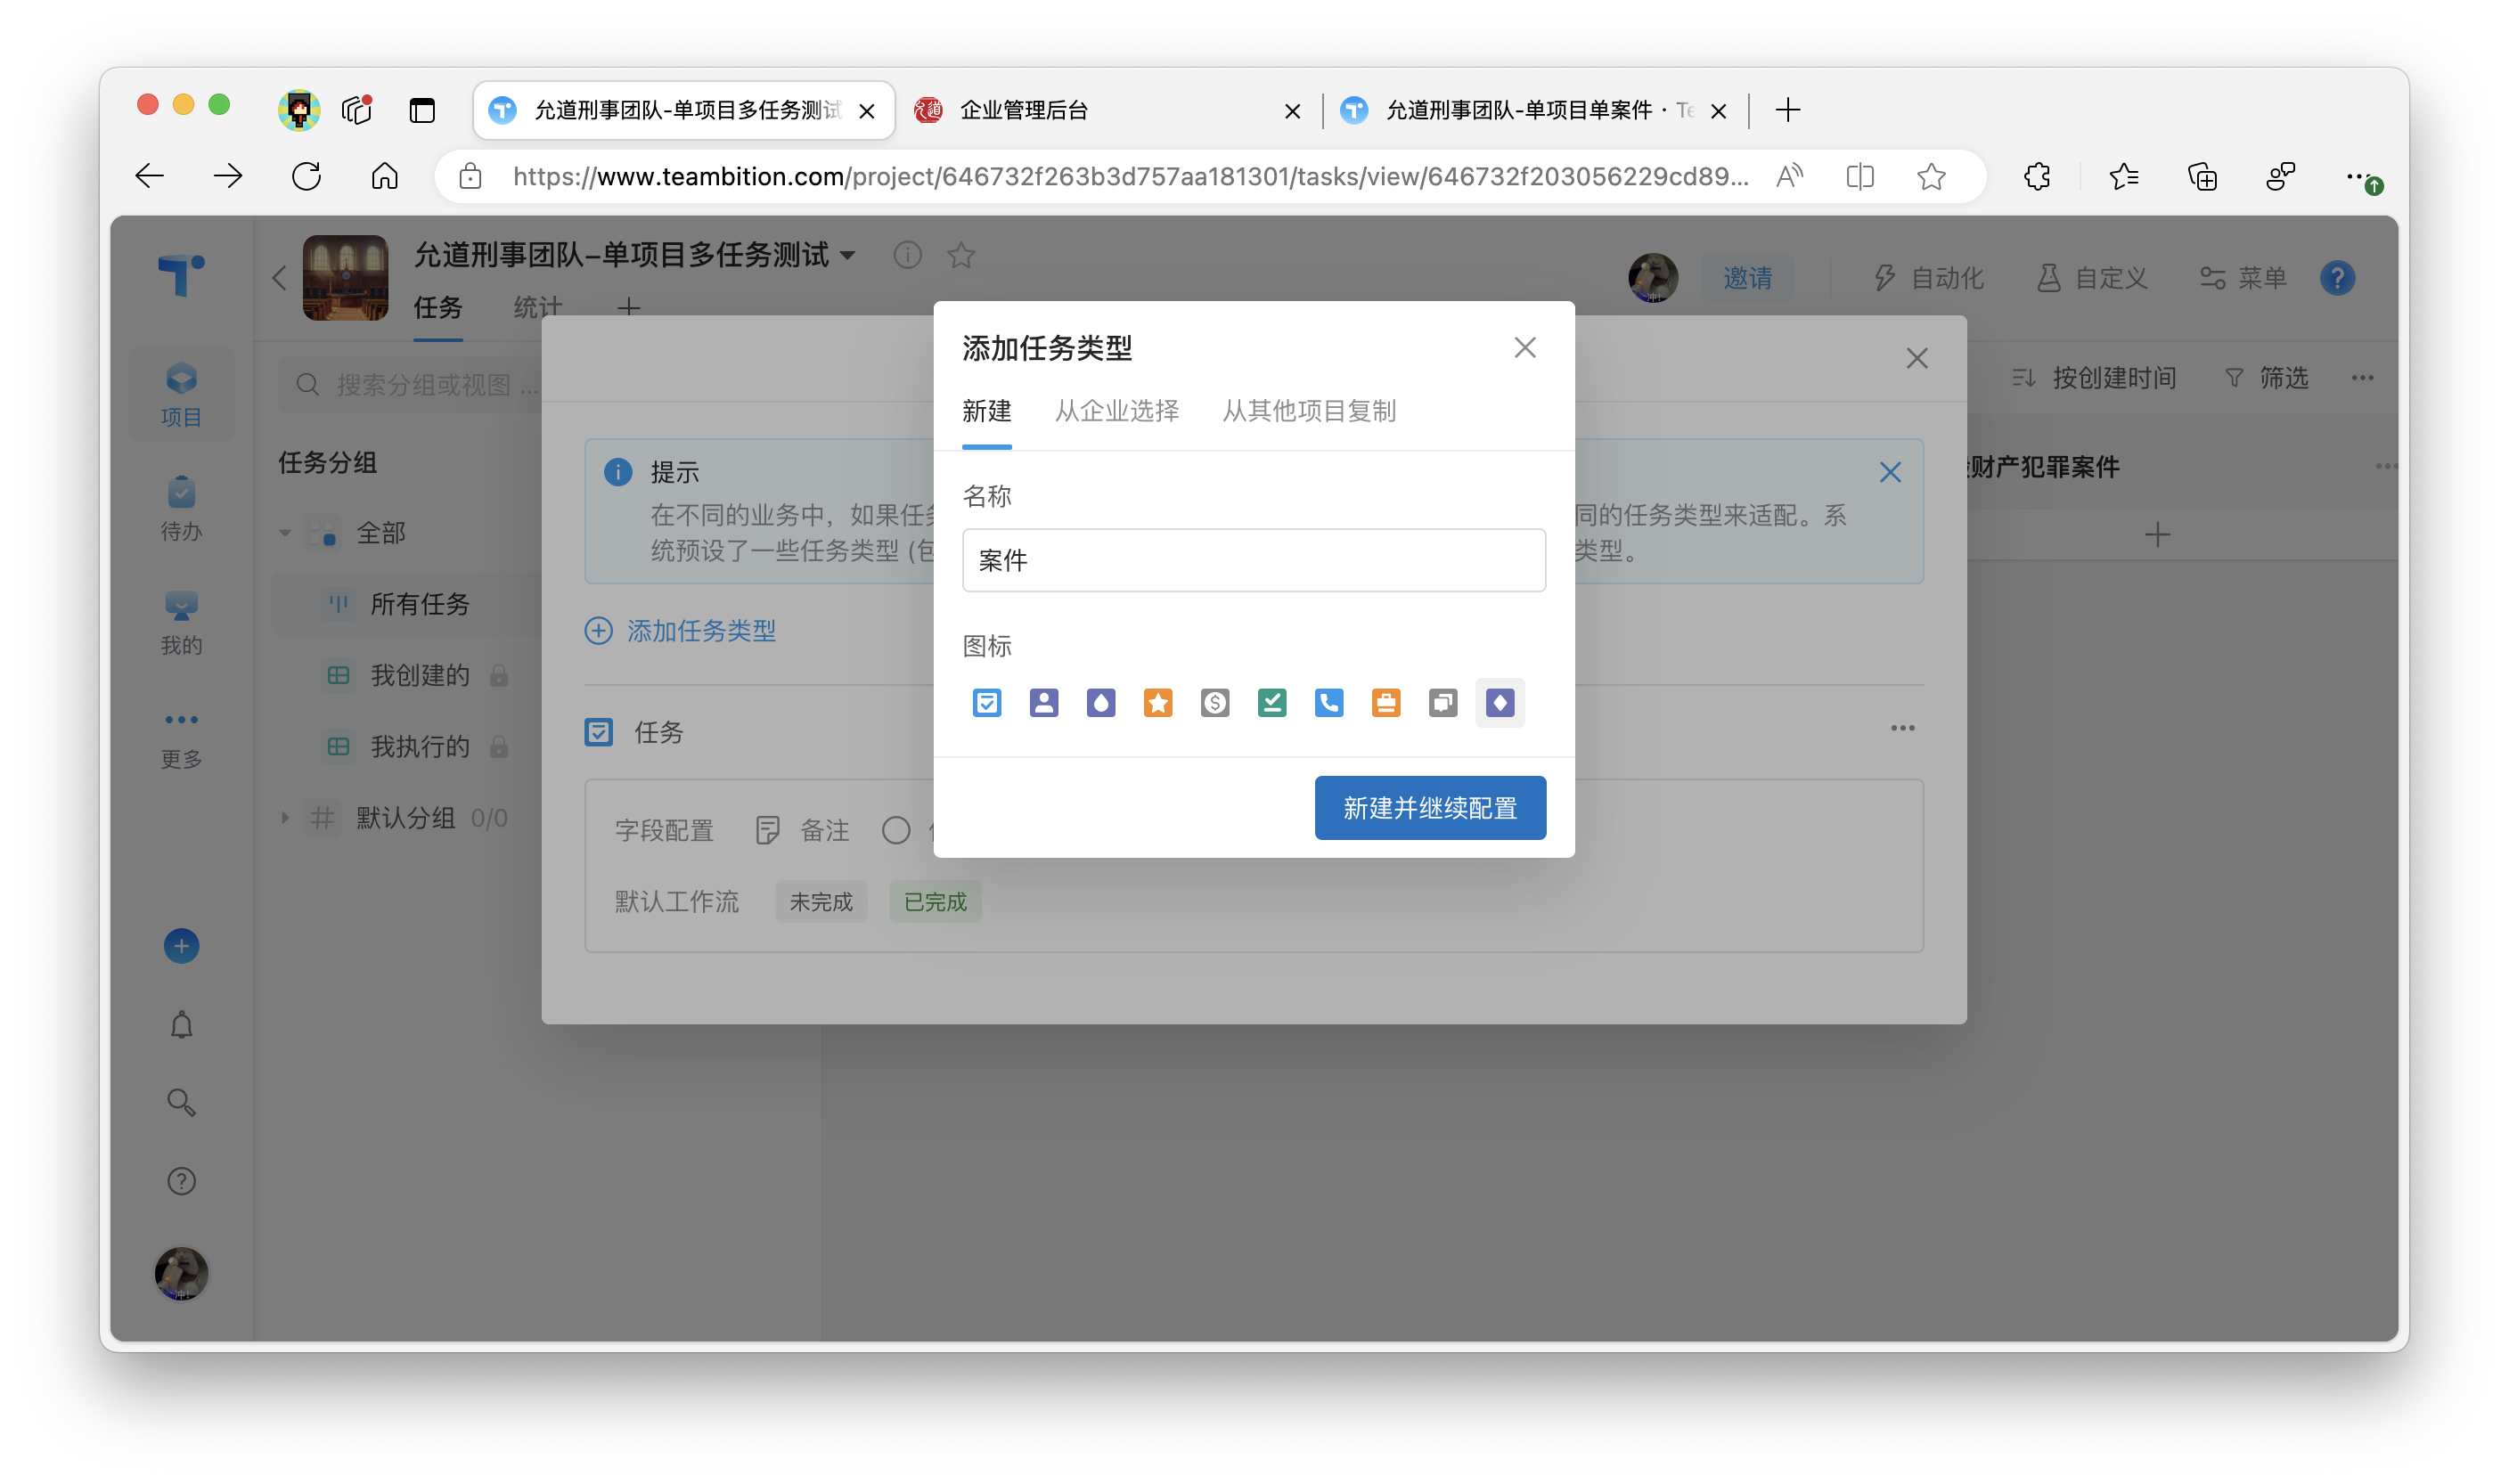 允道刑事团队-单项目多任务测试
企业管理后台
允道刑事团队-单项目单案件 · Te
https://www.teambition.com/project/646732f263b3d757aa181301/tasks/view/646732f203056229cd89...
允道刑事团队–单项目多任务测试
任务
统计
邀请
自动化
自定义
菜单
项目
待办
我的
更多
搜索分组或视图 ...
任务分组
全部
所有任务
我创建的
我执行的
默认分组 0/0
按创建时间
筛选
财产犯罪案件
提示
在不同的业务中，如果任
同的任务类型来适配。系
统预设了一些任务类型 (包
类型。
添加任务类型
任务
字段配置
备注
默认工作流
未完成
已完成
添加任务类型
新建
从企业选择
从其他项目复制
名称
案件
图标
新建并继续配置
冲!
冲!